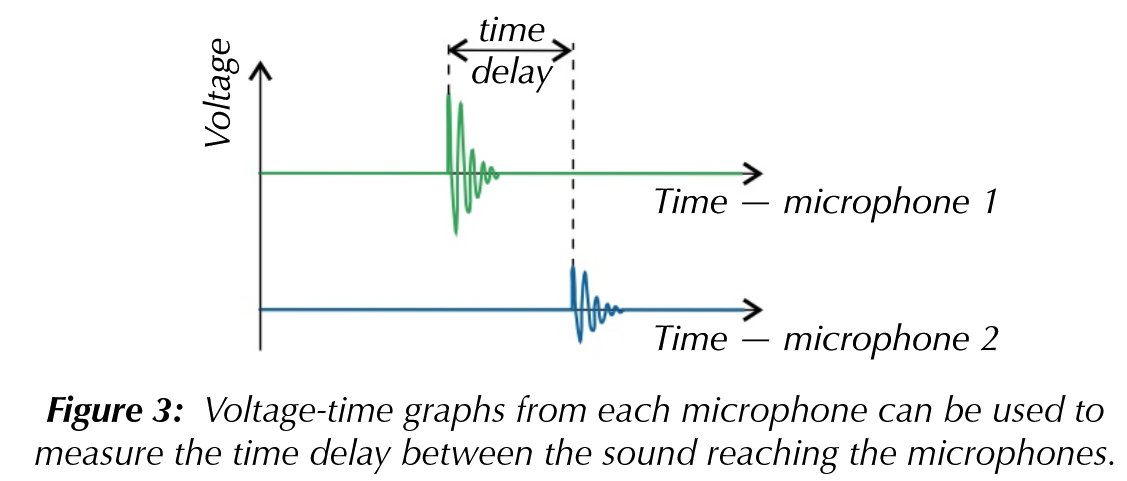 time
delay
Voltage
Time — microphone 1
Time — microphone 2
Figure 3: Voltage-time graphs from each microphone can be used to
measure the time delay between the sound reaching the microphones.